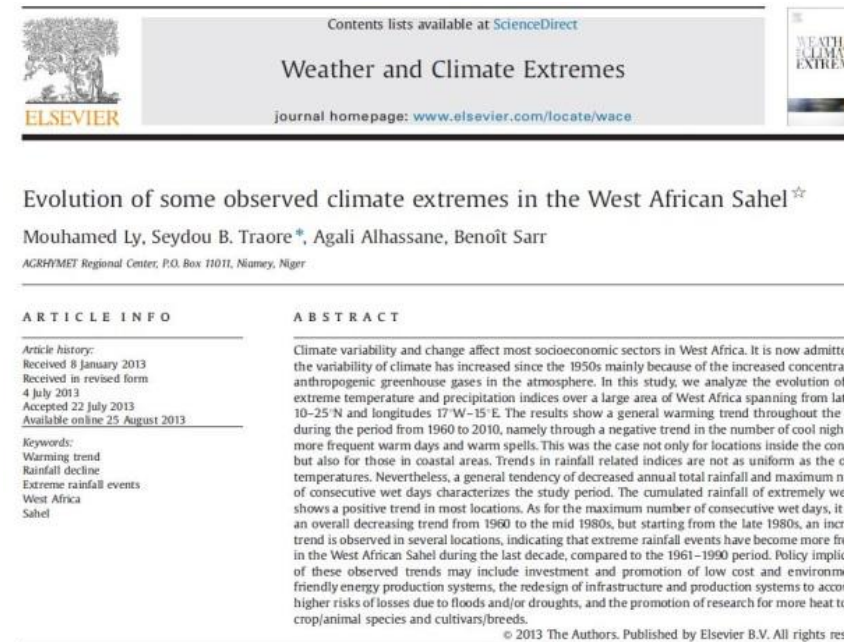 Contents lists available at ScienceDirect
Weather and Climate Extremes
journal homepage: www.elsevier.com/locate/wace
ELSEVIER
Evolution of some observed climate extremes in the West African Sahel☆
Mouhamed Ly, Seydou B. Traore*, Agali Alhassane, Benoît Sarr
AGRHYMET Regional Center, P.O. Box 11011, Niamey, Niger
ARTICLE INFO
Article history:
Received 8 January 2013
Received in revised form
4 July 2013
Accepted 22 July 2013
Available online 25 August 2013
Keywords:
Warming trend
Rainfall decline
Extreme rainfall events
West Africa
Sahel
ABSTRACT
Climate variability and change affect most socioeconomic sectors in West Africa. It is now admitte
the variability of climate has increased since the 1950s mainly because of the increased concentra
anthropogenic greenhouse gases in the atmosphere. In this study, we analyze the evolution of
extreme temperature and precipitation indices over a large area of West Africa spanning from lat
10–25°N and longitudes 17°W–15°E. The results show a general warming trend throughout the
during the period from 1960 to 2010, namely through a negative trend in the number of cool nigh
more frequent warm days and warm spells. This was the case not only for locations inside the con
but also for those in coastal areas. Trends in rainfall related indices are not as uniform as the o
temperatures. Nevertheless, a general tendency of decreased annual total rainfall and maximum n
of consecutive wet days characterizes the study period. The cumulated rainfall of extremely we
shows a positive trend in most locations. As for the maximum number of consecutive wet days, it
an overall decreasing trend from 1960 to the mid 1980s, but starting from the late 1980s, an incr
trend is observed in several locations, indicating that extreme rainfall events have become more fre
in the West African Sahel during the last decade, compared to the 1961–1990 period. Policy implic
of these observed trends may include investment and promotion of low cost and environme
friendly energy production systems, the redesign of infrastructure and production systems to accou
higher risks of losses due to floods and/or droughts, and the promotion of research for more heat to
crop/animal species and cultivars/breeds.
© 2013 The Authors. Published by Elsevier B.V. All rights res